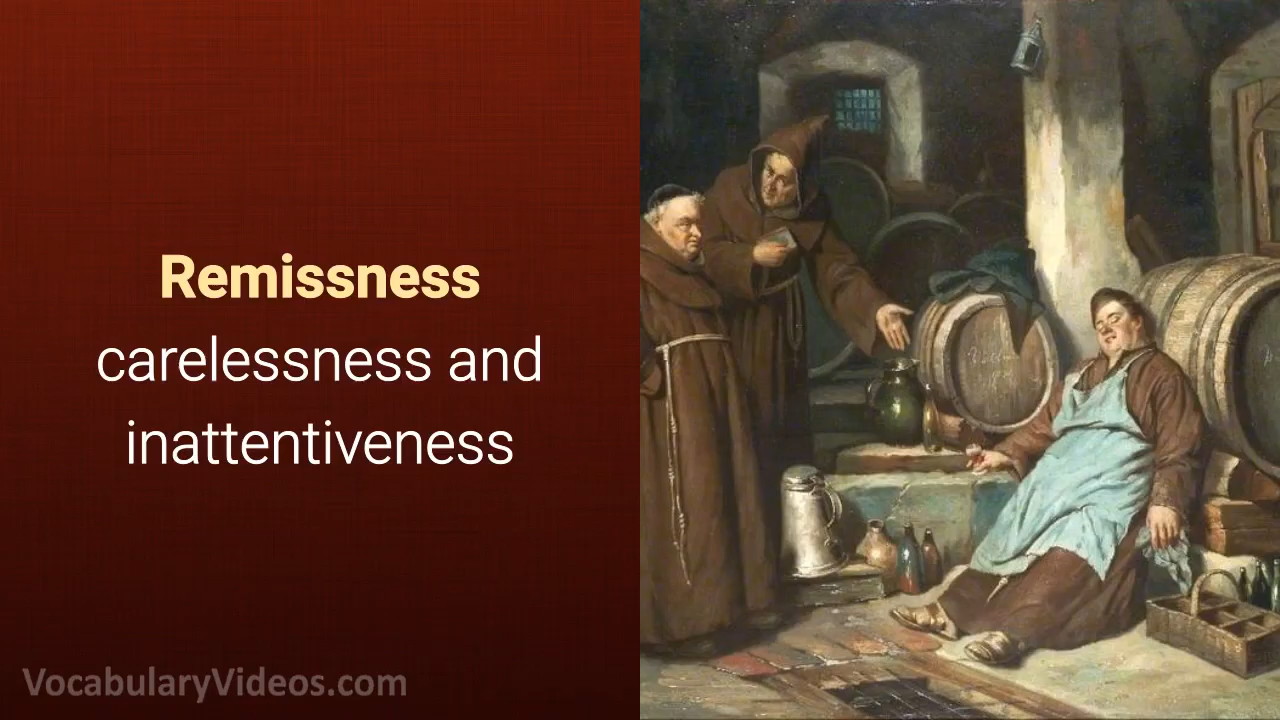 Remissness
carelessness and
inattentiveness
VocabularyVideos.com